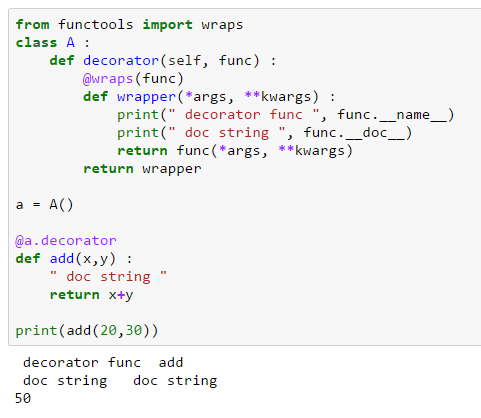 from functools import wraps
class A :
    def decorator(self, func) :
        @wraps(func)
        def wrapper(*args, **kwargs) :
            print(" decorator func ", func.__name__)
            print(" doc string ", func.__doc__)
            return func(*args, **kwargs)
        return wrapper

a = A()

@a.decorator
def add(x,y) :
    " doc string "
    return x+y

print(add(20,30))

 decorator func  add
 doc string   doc string
50